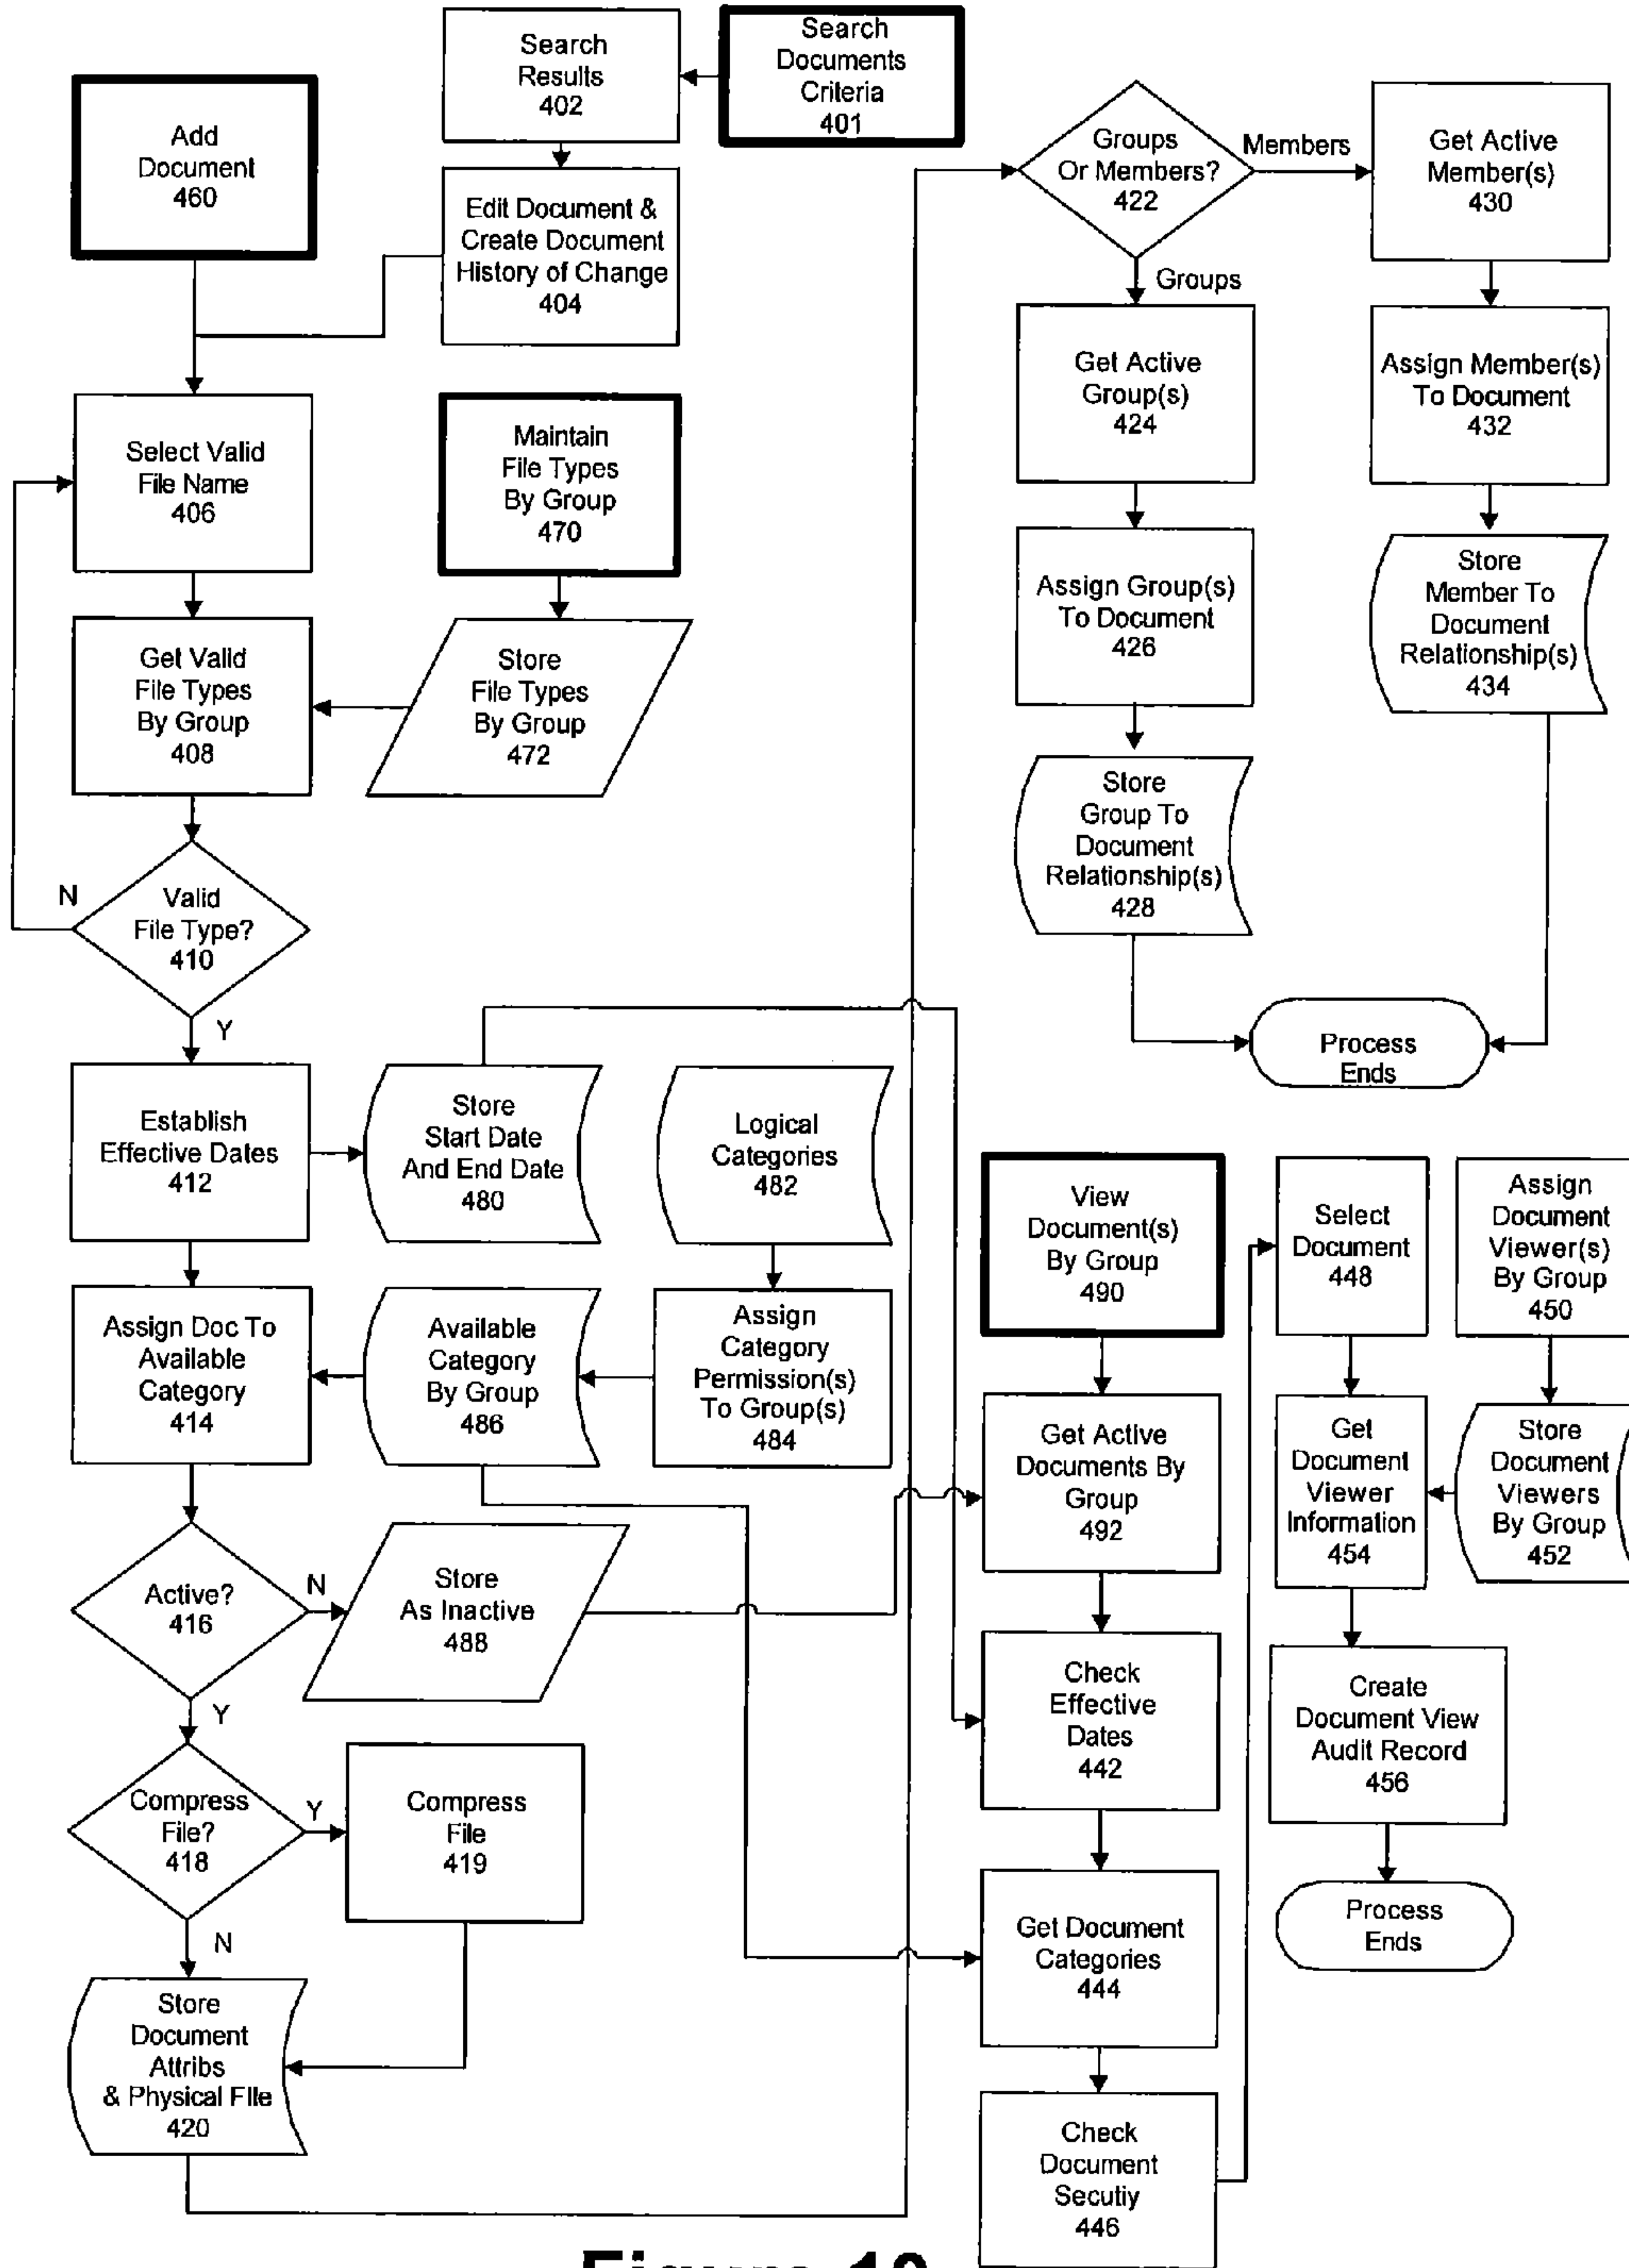 Search
Documents
Criteria
401
Search
Results
402
Add
Document
460
Edit Document &
Create Document
History of Change
404
Select Valid
File Name
406
Maintain
File Types
By Group
470
Get Valid
File Types
By Group
408
Store
File Types
By Group
472
N
Valid
File Type?
410
Y
Establish
Effective Dates
412
Store
Start Date
And End Date
480
Logical
Categories
482
Assign Doc To
Available
Category
414
Available
Category
By Group
486
Assign
Category
Permission(s)
To Group(s)
484
Active?
416
N
Store
As Inactive
488
Y
Compress
File?
418
Y
Compress
File
419
N
Store
Document
Attribs
& Physical File
420
Groups
Or Members?
422
Members
Get Active
Member(s)
430
Groups
Get Active
Group(s)
424
Assign Member(s)
To Document
432
Assign Group(s)
To Document
426
Store
Member To
Document
Relationship(s)
434
Store
Group To
Document
Relationship(s)
428
Process
Ends
View
Document(s)
By Group
490
Get Active
Documents By
Group
492
Check
Effective
Dates
442
Get Document
Categories
444
Check
Document
Secutiy
446
Select
Document
448
Assign
Document
Viewer(s)
By Group
450
Get
Document
Viewer
Information
454
Store
Document
Viewers
By Group
452
Create
Document View
Audit Record
456
Process
Ends